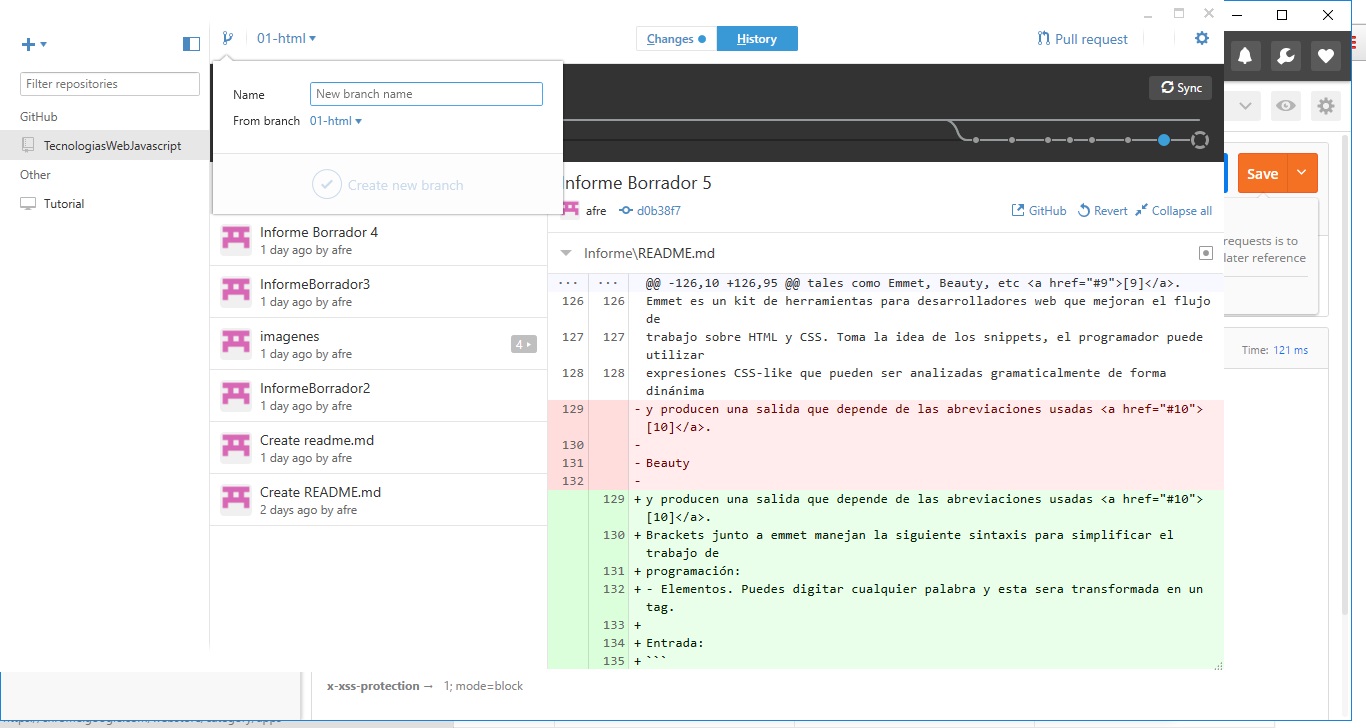 01-html
Changes
History
Pull request
Filter repositories
Name
New branch name
From branch 01-html
Create new branch
Sync
GitHub
TecnologiasWebJavascript
Other
Tutorial
Informe Borrador 4
1 day ago by afre
InformeBorrador3
1 day ago by afre
imagenes
1 day ago by afre
4
InformeBorrador2
1 day ago by afre
Create readme.md
1 day ago by afre
Create README.md
2 days ago by afre
Informe Borrador 5
afre d0b38f7
GitHub Revert Collapse all
Informe\README.md
... ... @@ -126,10 +126,95 @@ tales como Emmet, Beauty, etc <a href="#9">[9]</a>.
126 126 Emmet es un kit de herramientas para desarrolladores web que mejoran el flujo
de
127 127 trabajo sobre HTML y CSS. Toma la idea de los snippets, el programador puede
utilizar
128 128 expresiones CSS-like que pueden ser analizadas gramaticalmente de forma
dinánima
129 - y producen una salida que depende de las abreviaciones usadas <a href="#10">
[10]</a>.
130 -
131 - Beauty
132 -
129 + y producen una salida que depende de las abreviaciones usadas <a href="#10">
[10]</a>.
130 + Brackets junto a emmet manejan la siguiente sintaxis para simplificar el
trabajo de
131 + programación:
132 + - Elementos. Puedes digitar cualquier palabra y esta sera transformada en un
tag.
133 +
134 + Entrada:
135 + ```
Save
requests is to
later reference
Time: 121 ms
x-xss-protection → 1; mode=block